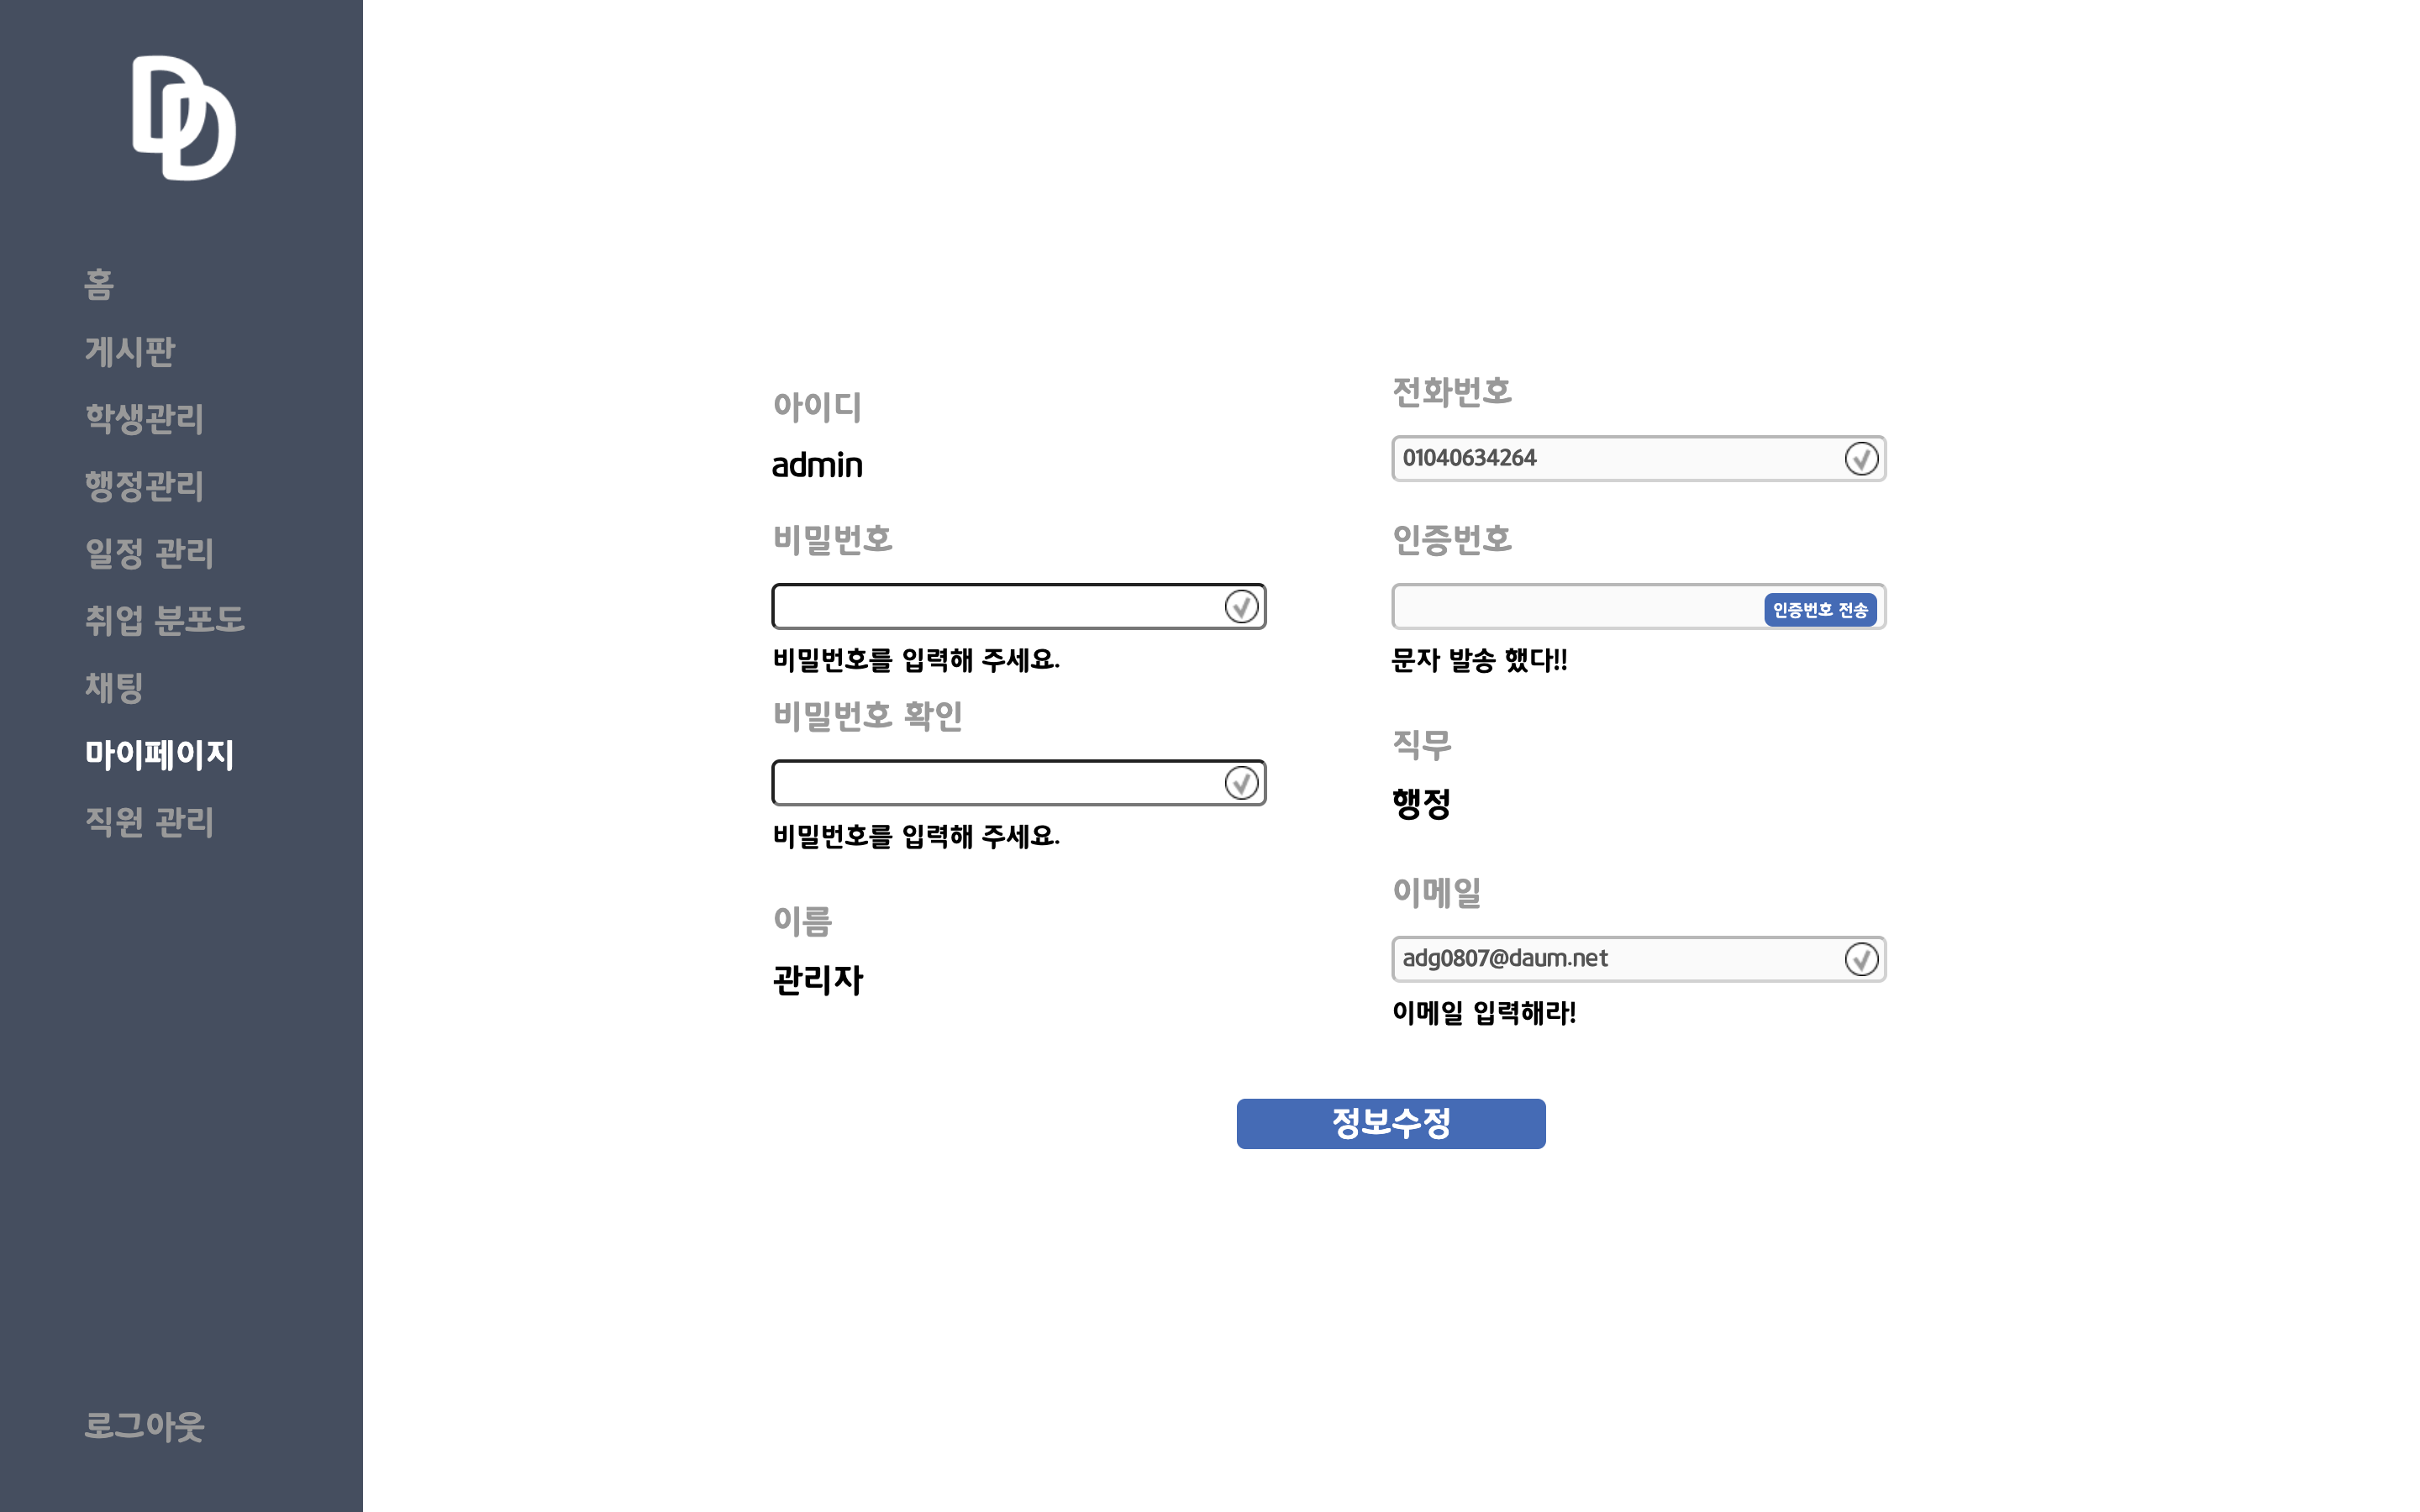 DD
홈
게시판
학생관리
행정관리
일정 관리
취업 분포도
채팅
마이페이지
직원 관리
로그아웃
아이디
admin
비밀번호
비밀번호를 입력해 주세요.
비밀번호 확인
비밀번호를 입력해 주세요.
이름
관리자
전화번호
01040634264
인증번호
인증번호 전송
문자 발송 했다!!
직무
행정
이메일
adg0807@daum.net
이메일 입력해라!
정보수정